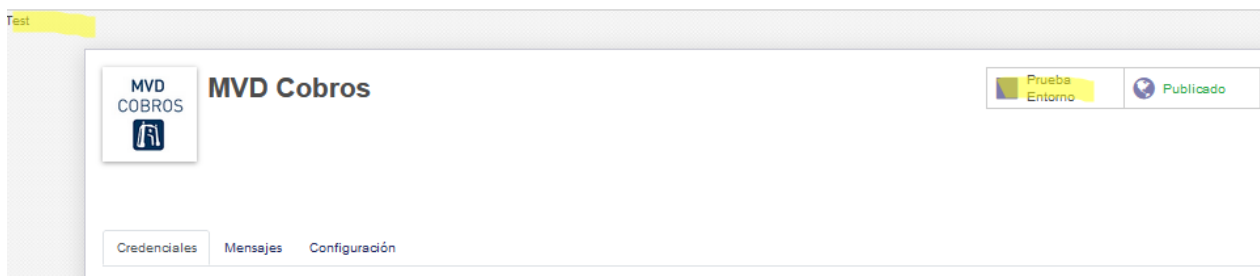 Test
MVD
COBROS
MVD Cobros
Prueba
Entorno
Publicado
Credenciales Mensajes Configuración